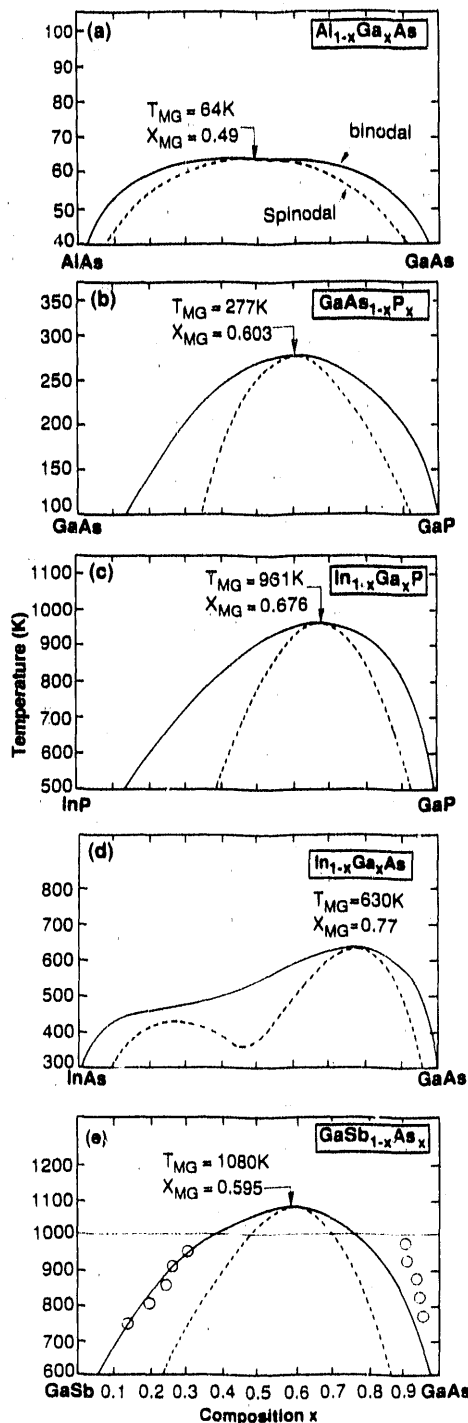 (a)
Al1-xGaxAs
100
90
80
70
60
50
40
TMG = 64K
XMG = 0.49
binodal
Spinodal
AlAs
GaAs
(b)
GaAs1-xPx
350
300
250
200
150
100
TMG = 277K
XMG = 0.603
GaAs
GaP
(c)
In1-xGaxP
1100
1000
900
800
700
600
500
TMG=961K
XMG=0.676
Temperature (K)
InP
GaP
(d)
In1-xGaxAs
800
700
600
500
400
300
TMG=630K
XMG=0.77
InAs
GaAs
(e)
GaSb1-xAsx
1200
1100
1000
900
800
700
600
TMG = 1080K
XMG = 0.595
GaSb 0.1 0.2 0.3 0.4 0.5 0.6 0.7 0.8 0.9 GaAs
Composition x